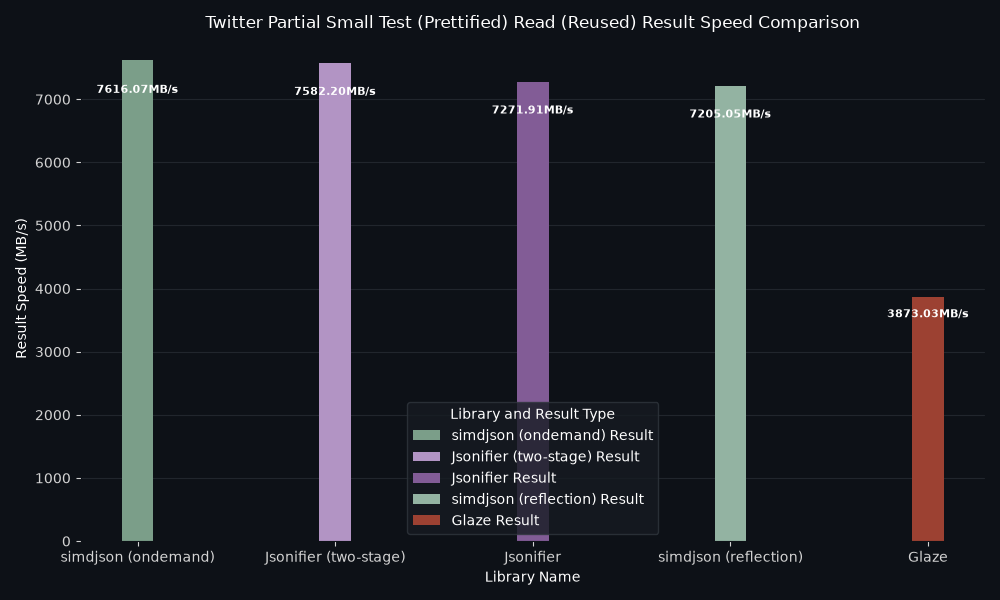 Twitter Partial Small Test (Prettified) Read (Reused) Result Speed Comparison
Result Speed (MB/s)
7000
6000
5000
4000
3000
2000
1000
0
7616.07MB/s
7582.20MB/s
7271.91MB/s
7205.05MB/s
3873.03MB/s
Library and Result Type
simdjson (ondemand) Result
Jsonifier (two-stage) Result
Jsonifier Result
simdjson (reflection) Result
Glaze Result
simdjson (ondemand)
Jsonifier (two-stage)
Jsonifier
simdjson (reflection)
Glaze
Library Name